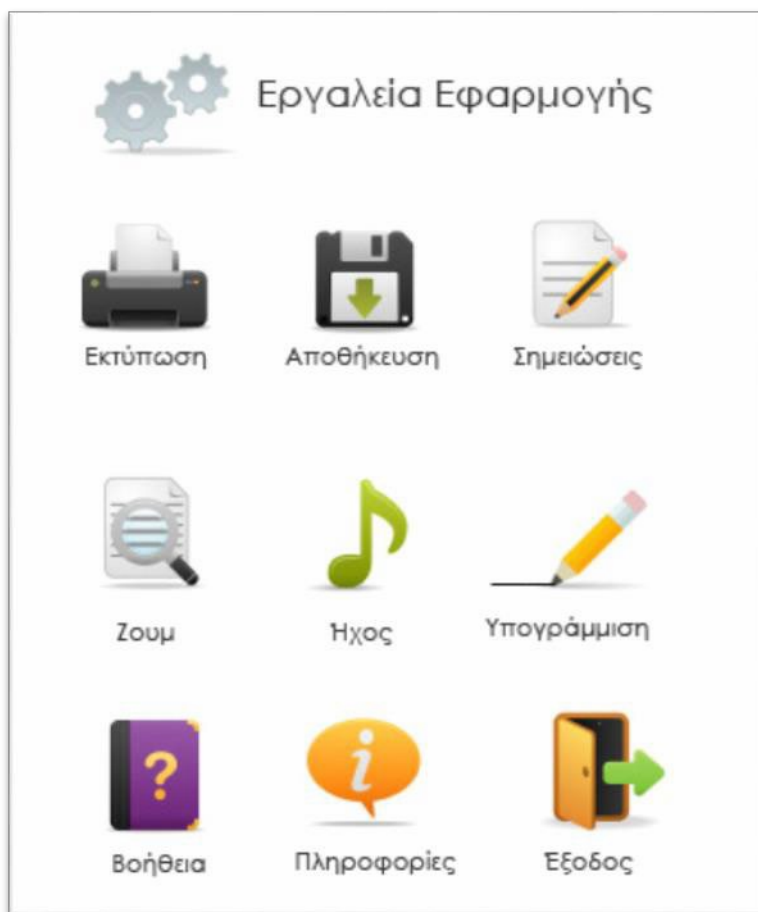 Εργαλεία Εφαρμογής
Εκτύπωση Αποθήκευση Σημειώσεις
Ζουμ Ήχος Υπογράμμιση
?
i
Βοήθεια Πληροφορίες Έξοδος